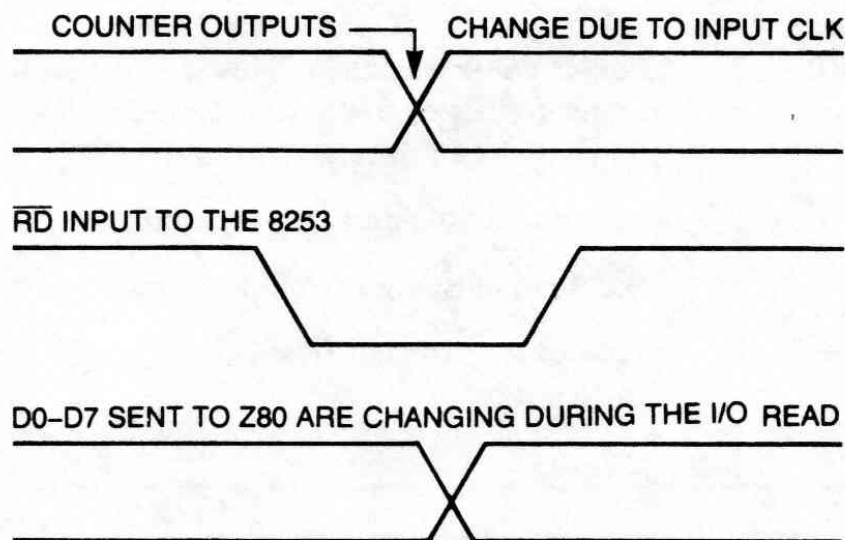 COUNTER OUTPUTS CHANGE DUE TO INPUT CLK
R̅D̅ INPUT TO THE 8253
D0–D7 SENT TO Z80 ARE CHANGING DURING THE I/O READ